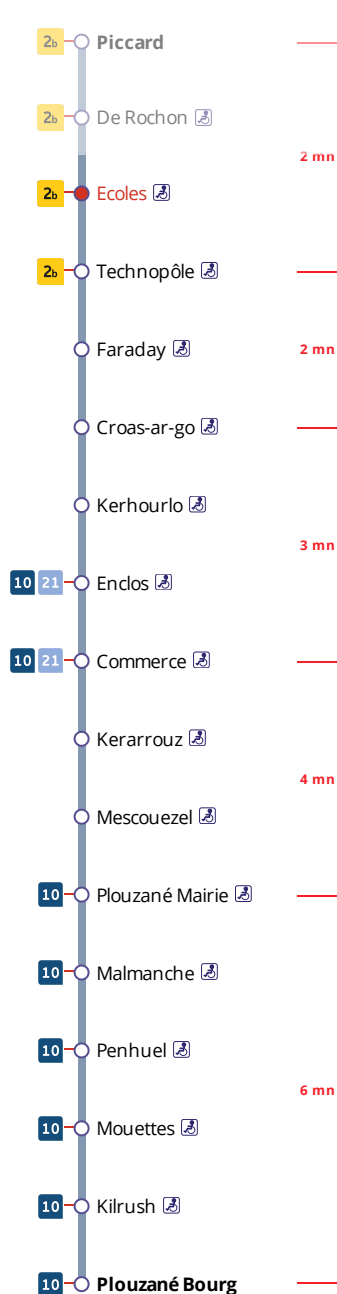 2b Piccard
2b De Rochon
2 mn
2b Ecoles
2b Technopôle
Faraday 2 mn
Croas-ar-go
Kerhourlo
3 mn
10 21 Enclos
10 21 Commerce
Kerarrouz
4 mn
Mescouezel
10 Plouzané Mairie
10 Malmanche
10 Penhuel
6 mn
10 Mouettes
10 Kilrush
10 Plouzané Bourg